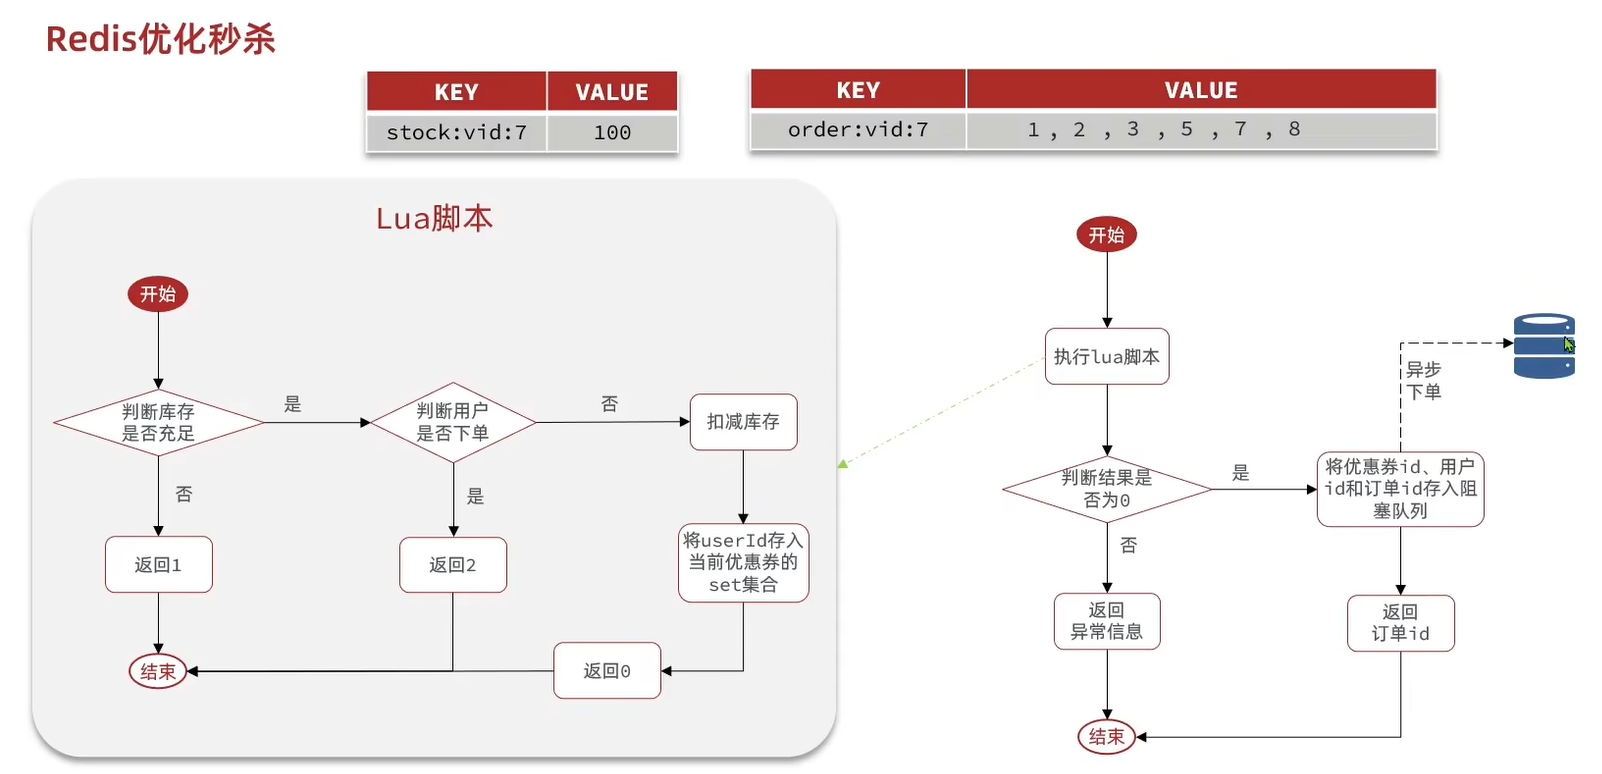 Redis优化秒杀
KEY VALUE
stock:vid:7 100
KEY VALUE
order:vid:7 1 , 2 , 3 , 5 , 7 , 8
Lua脚本
开始
判断库存
是否充足
是
判断用户
是否下单
否
扣减库存
否
是
返回1
返回2
将userId存入
当前优惠券的
set集合
返回0
结束
开始
执行lua脚本
判断结果是
否为0
是
将优惠券id、用户
id和订单id存入阻
塞队列
异步
下单
否
返回
异常信息
返回
订单id
结束